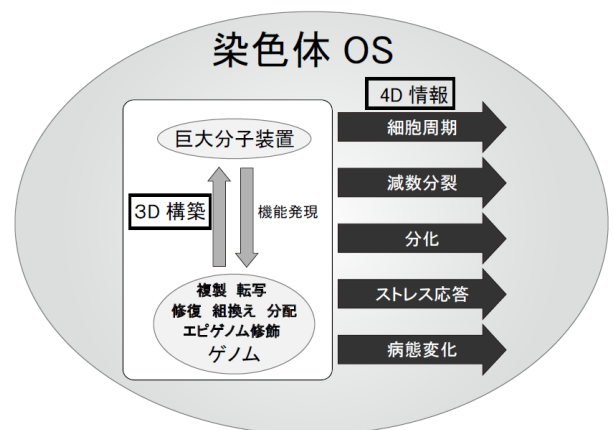 染色体 OS
4D 情報
巨大分子装置
3D 構築
機能発現
複製 転写
修復 組換え 分配
エピゲノム修飾
ゲノム
細胞周期
減数分裂
分化
ストレス応答
病態変化